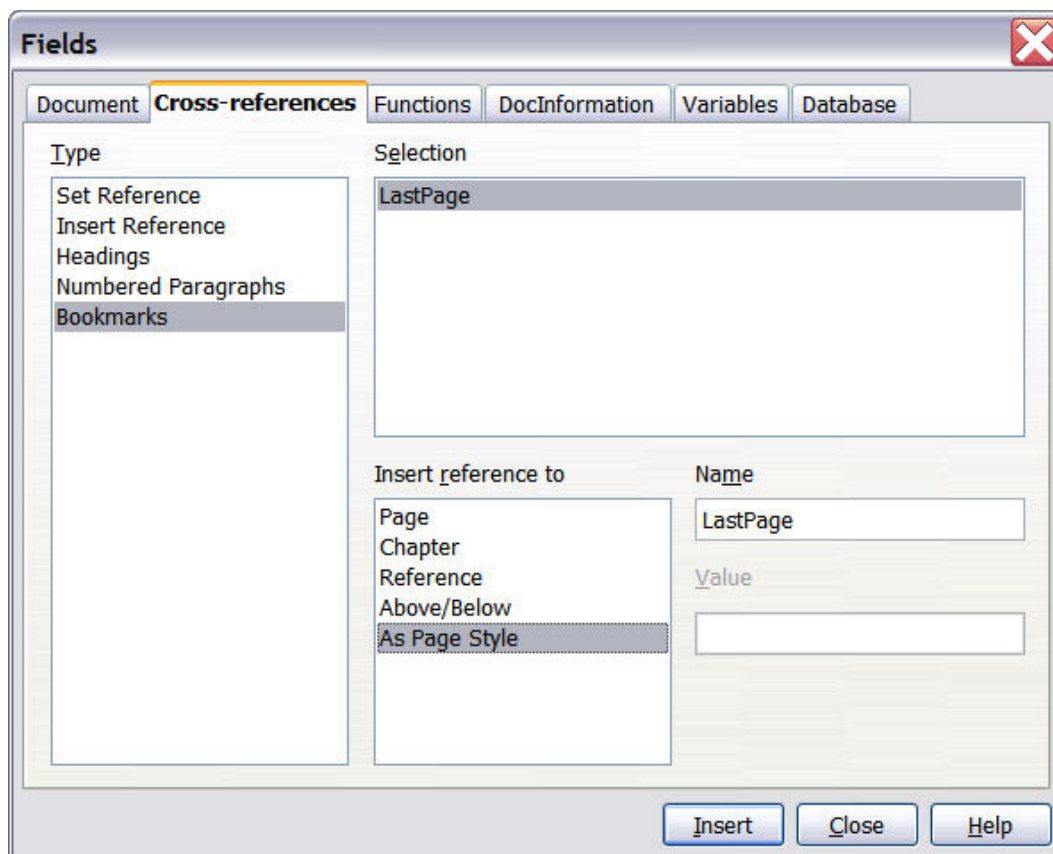 Fields
Document Cross-references Functions DocInformation Variables Database
Type
Set Reference
Insert Reference
Headings
Numbered Paragraphs
Bookmarks
Selection
LastPage
Insert reference to
Page
Chapter
Reference
Above/Below
As Page Style
Name
LastPage
Value
Insert Close Help